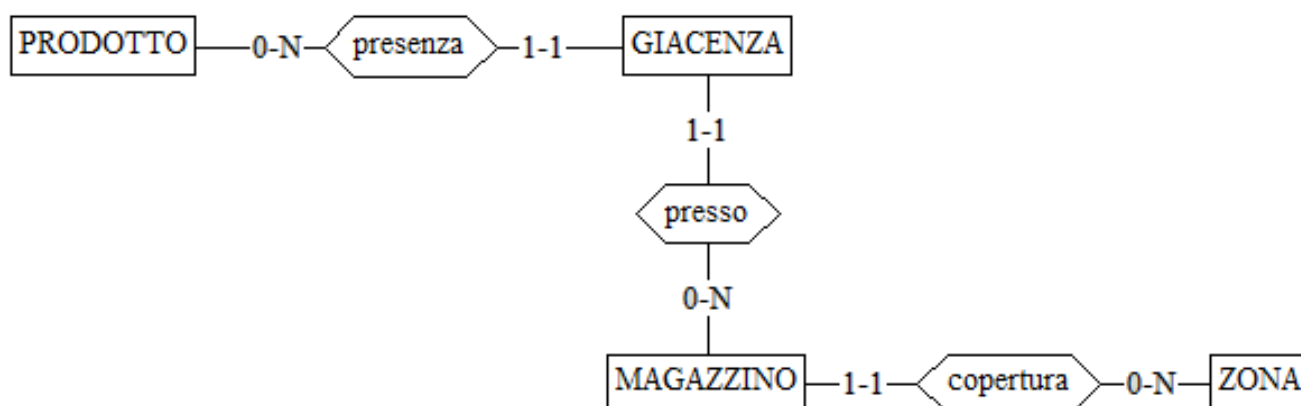 PRODOTTO 0-N presenza 1-1 GIACENZA
1-1
presso
0-N
MAGAZZINO 1-1 copertura 0-N ZONA